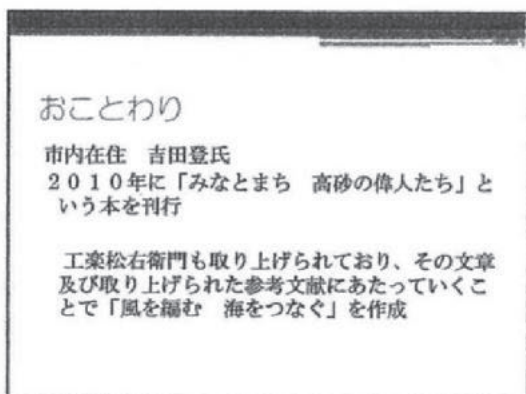 おことわり
市内在住　吉田登氏
２０１０年に「みなとまち　高砂の偉人たち」と
いう本を刊行
工楽松右衛門も取り上げられており、その文章
及び取り上げられた参考文献にあたっていくこ
とで「風を編む　海をつなぐ」を作成